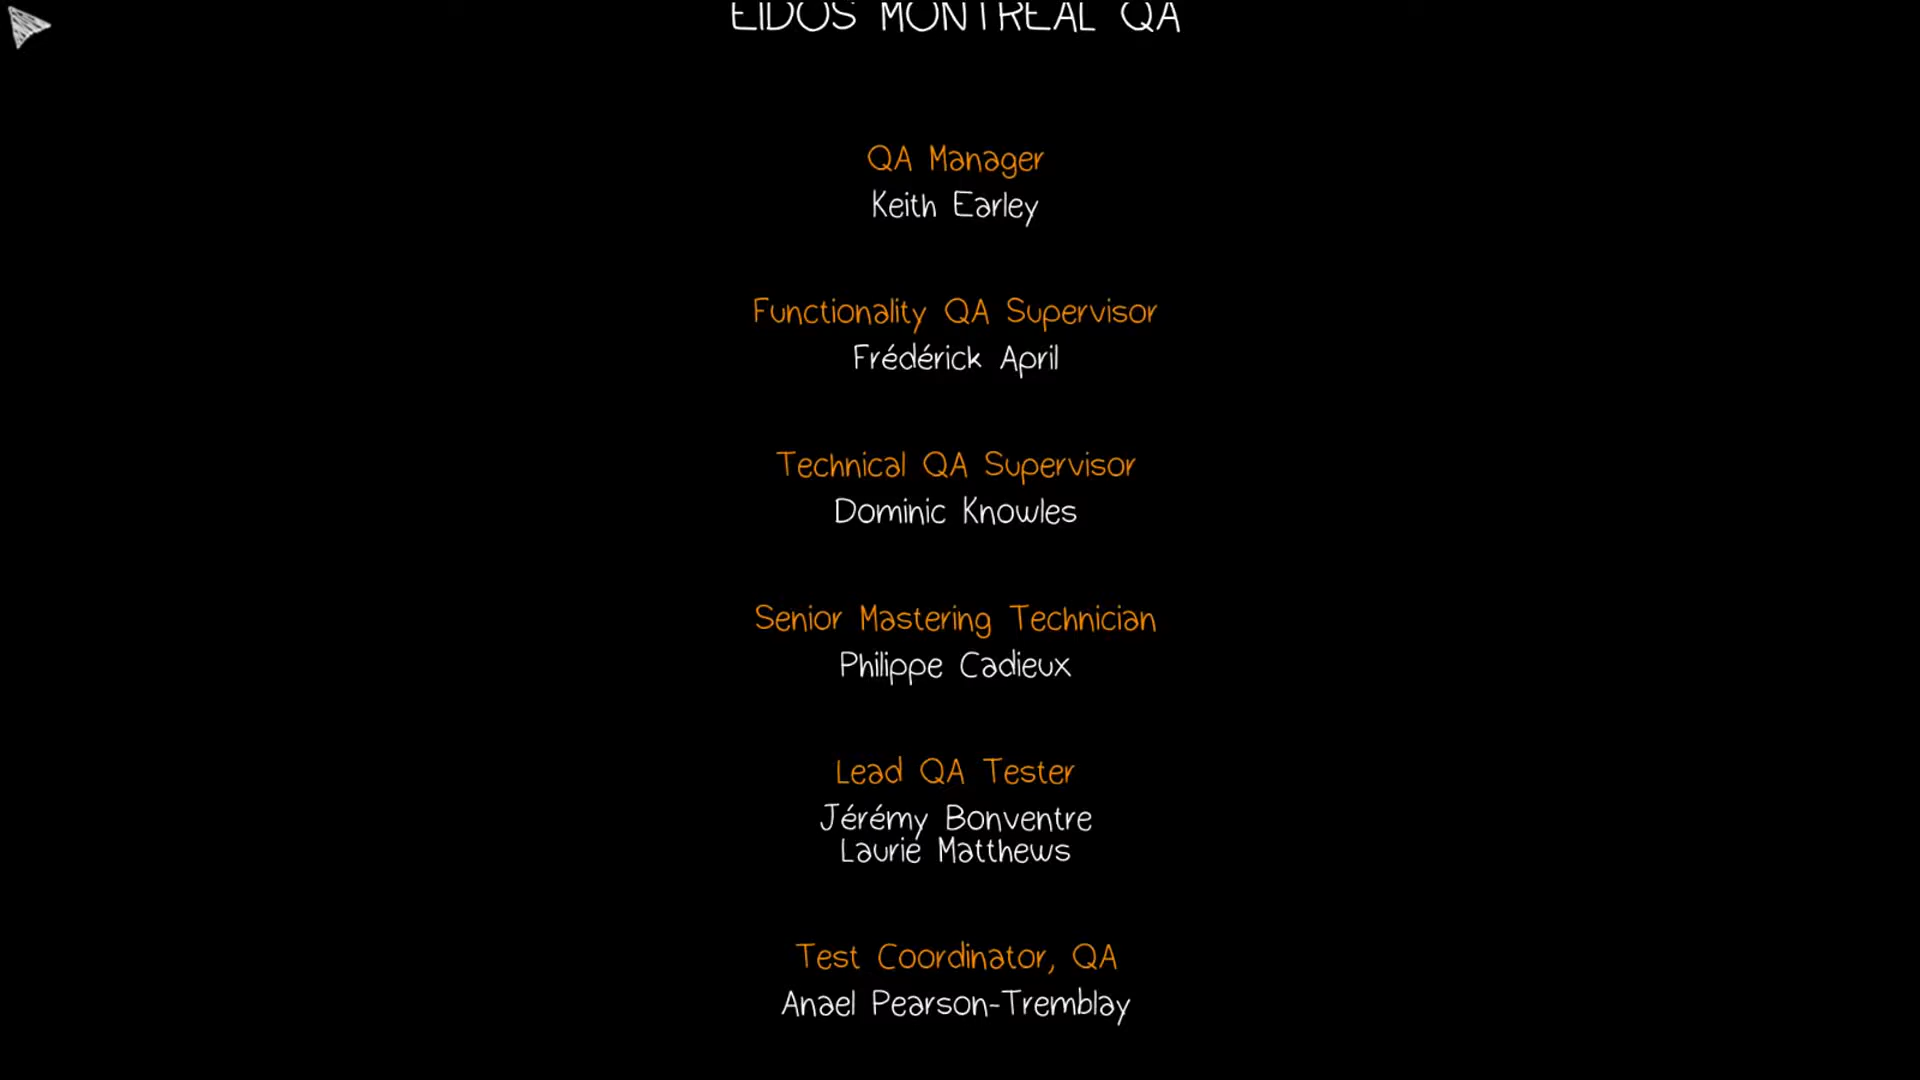 EIDOS MONTREAL QA
QA Manager
Keith Earley
Functionality QA Supervisor
Frédérick April
Technical QA Supervisor
Dominic Knowles
Senior Mastering Technician
Philippe Cadieux
Lead QA Tester
Jérémy Bonventre
Laurie Matthews
Test Coordinator, QA
Anael Pearson-Tremblay